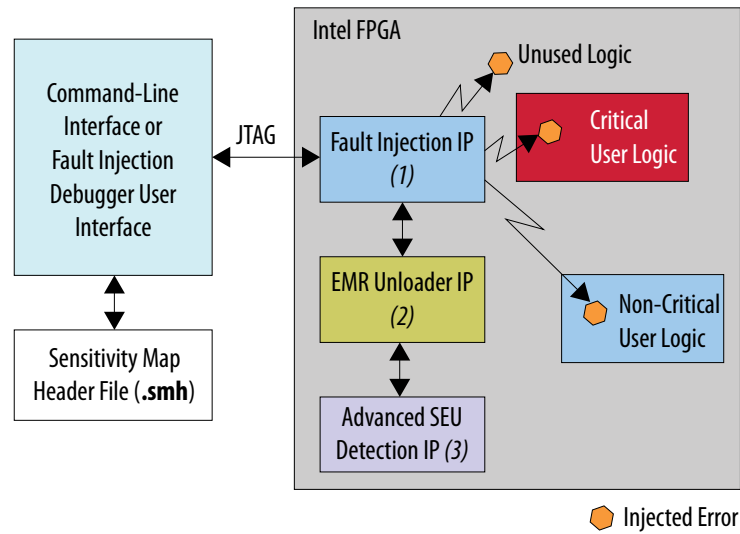 Intel FPGA
Command-Line
Interface or
Fault Injection
Debugger User
Interface
JTAG
Sensitivity Map
Header File (.smh)
Fault Injection IP
(1)
EMR Unloader IP
(2)
Advanced SEU
Detection IP (3)
Unused Logic
Critical
User Logic
Non-Critical
User Logic
Injected Error